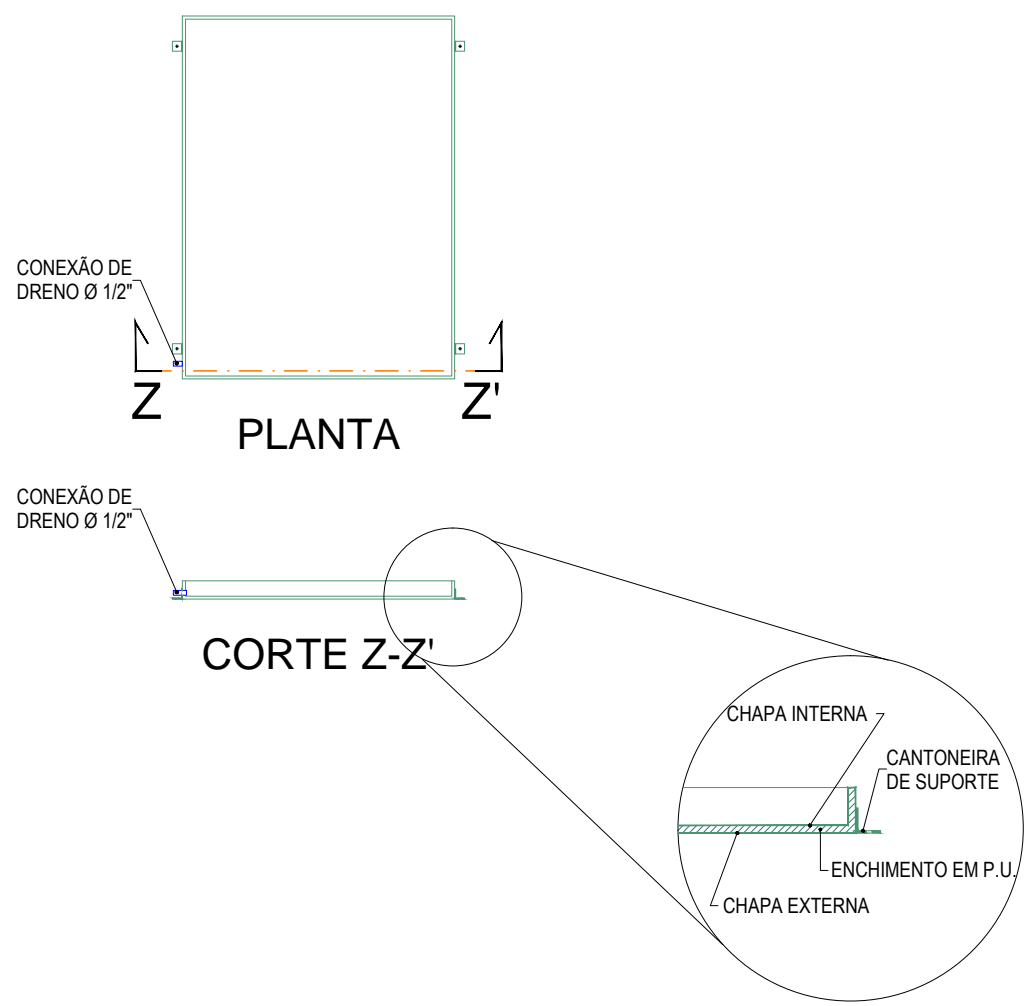 CONEXÃO DE
DRENO Ø 1/2"
Z
Z'
PLANTA
CONEXÃO DE
DRENO Ø 1/2"
CORTE Z-Z'
CHAPA INTERNA
CANTONEIRA
DE SUPORTE
ENCHIMENTO EM P.U.
CHAPA EXTERNA